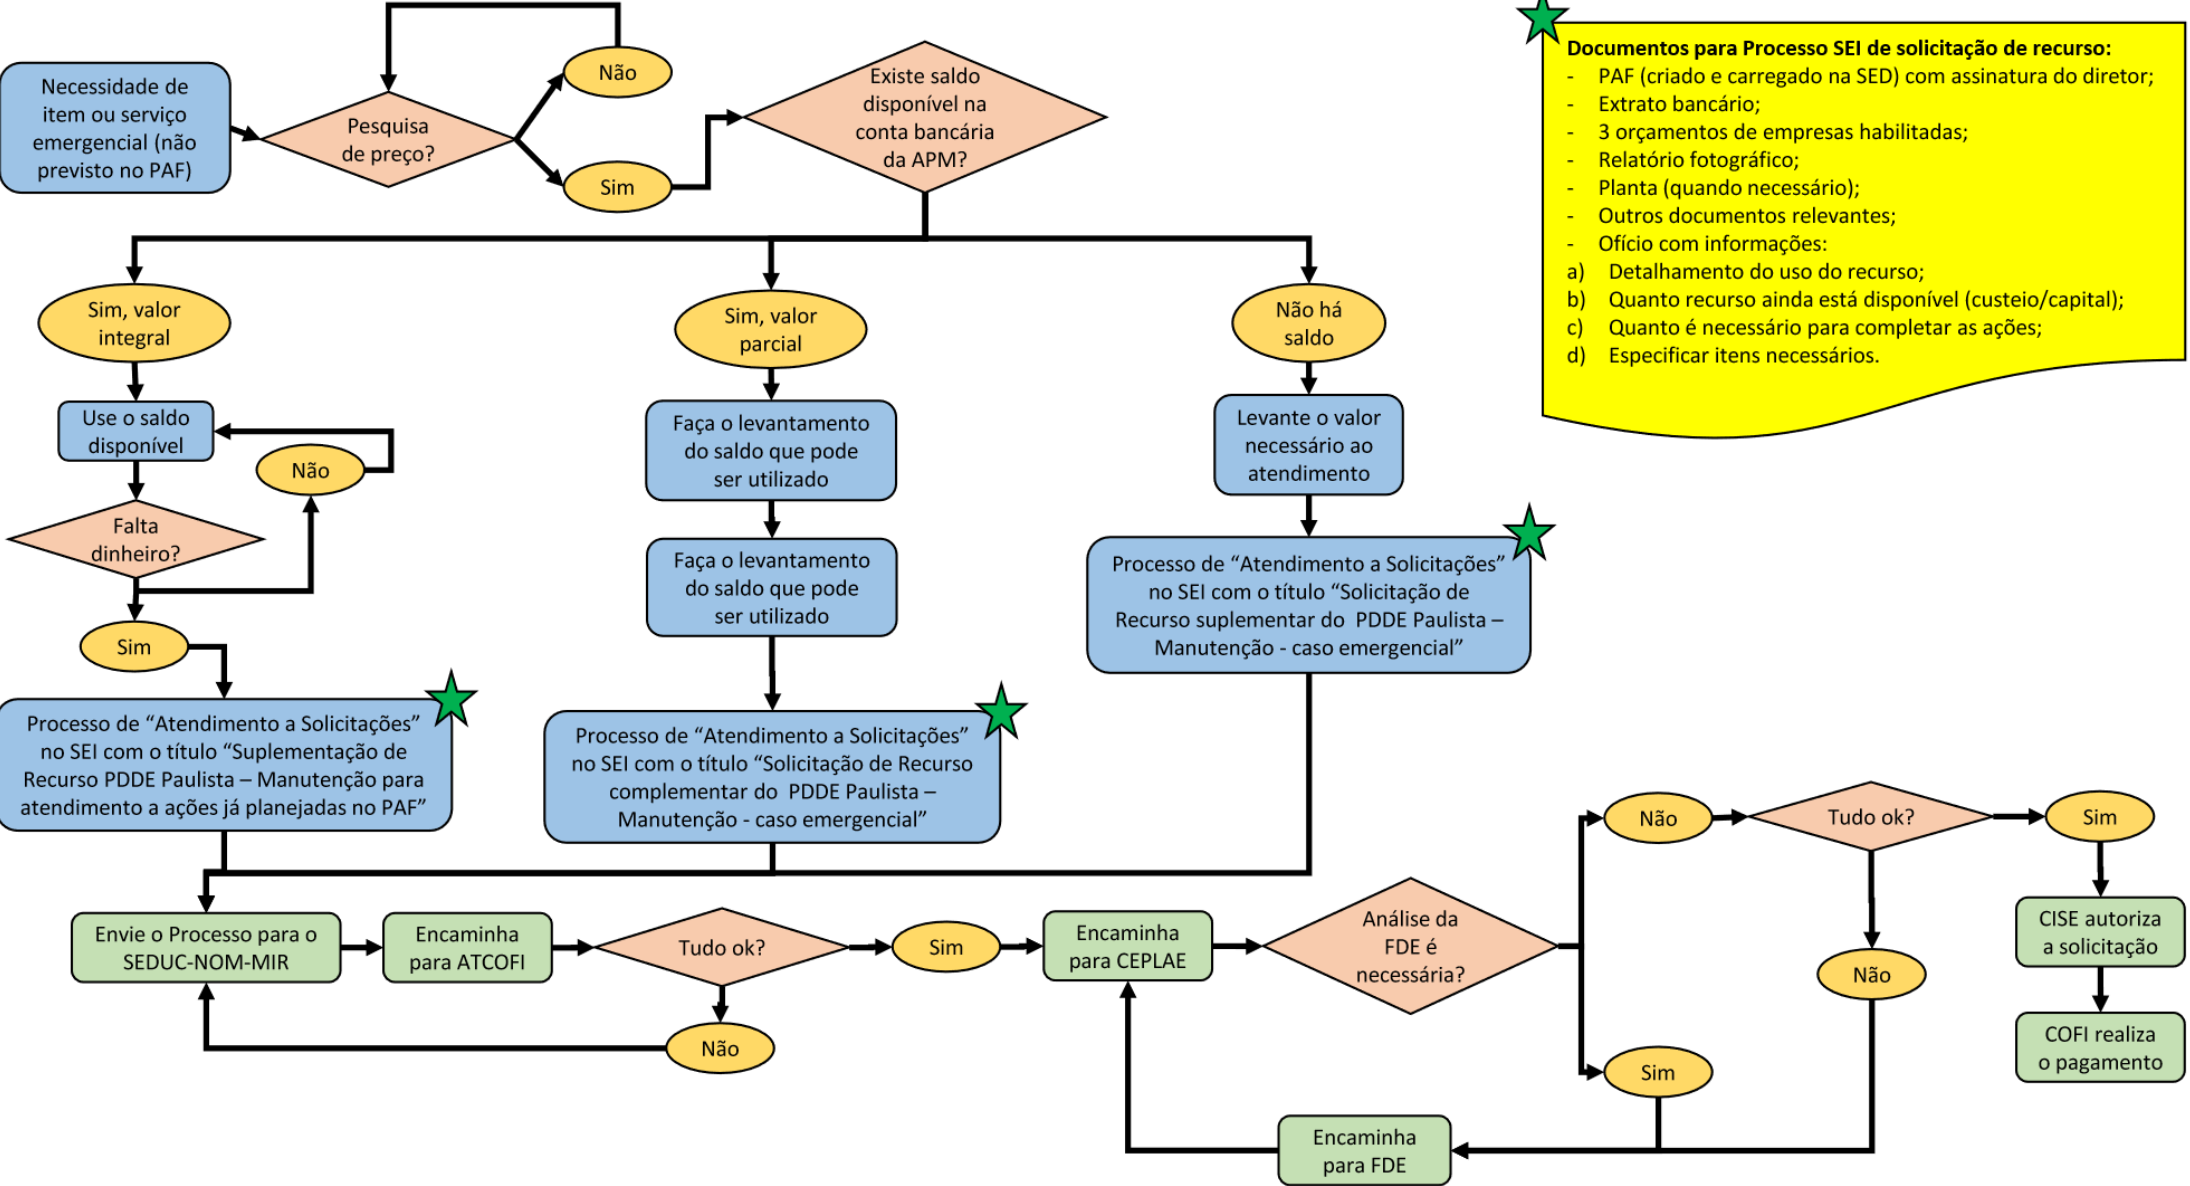 Necessidade de
item ou serviço
emergencial (não
previsto no PAF)
Pesquisa
de preço?
Não
Sim
Existe saldo
disponível na
conta bancária
da APM?
Documentos para Processo SEI de solicitação de recurso:
- PAF (criado e carregado na SED) com assinatura do diretor;
- Extrato bancário;
- 3 orçamentos de empresas habilitadas;
- Relatório fotográfico;
- Planta (quando necessário);
- Outros documentos relevantes;
- Ofício com informações:
a) Detalhamento do uso do recurso;
b) Quanto recurso ainda está disponível (custeio/capital);
c) Quanto é necessário para completar as ações;
d) Especificar itens necessários.
Sim, valor
integral
Use o saldo
disponível
Não
Falta
dinheiro?
Sim
Processo de “Atendimento a Solicitações”
no SEI com o título “Suplementação de
Recurso PDDE Paulista – Manutenção para
atendimento a ações já planejadas no PAF”
Sim, valor
parcial
Faça o levantamento
do saldo que pode
ser utilizado
Faça o levantamento
do saldo que pode
ser utilizado
Processo de “Atendimento a Solicitações”
no SEI com o título “Solicitação de Recurso
complementar do PDDE Paulista –
Manutenção - caso emergencial”
Não há
saldo
Levante o valor
necessário ao
atendimento
Processo de “Atendimento a Solicitações”
no SEI com o título “Solicitação de
Recurso suplementar do PDDE Paulista –
Manutenção - caso emergencial”
Envie o Processo para o
SEDUC-NOM-MIR
Encaminha
para ATCOFI
Tudo ok?
Não
Sim
Encaminha
para CEPLAE
Análise da
FDE é
necessária?
Não
Sim
Encaminha
para FDE
Tudo ok?
Não
Sim
CISE autoriza
a solicitação
COFI realiza
o pagamento